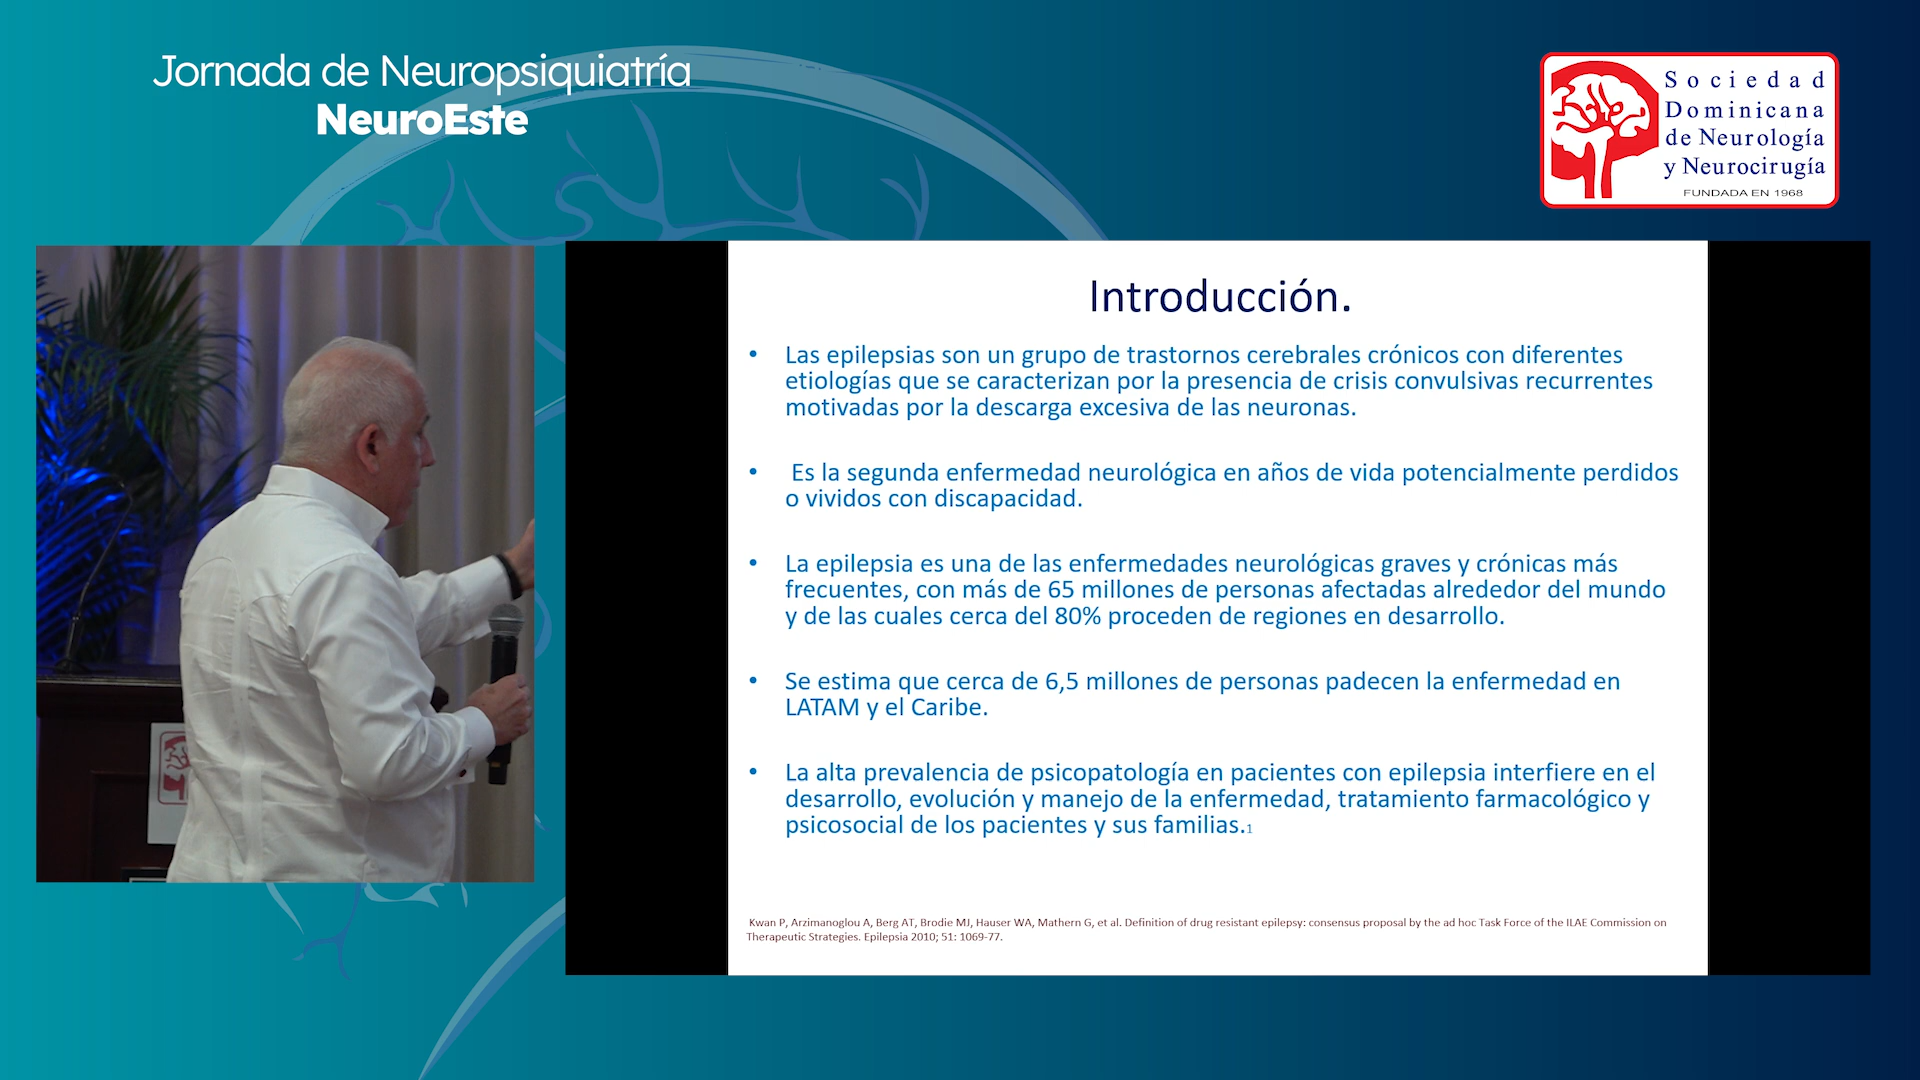 Jornada de Neuropsiquiatría
NeuroEste
Sociedad
Dominicana
de Neurología
y Neurocirugía
FUNDADA EN 1968
Introducción.
• Las epilepsias son un grupo de trastornos cerebrales crónicos con diferentes
etiologías que se caracterizan por la presencia de crisis convulsivas recurrentes
motivadas por la descarga excesiva de las neuronas.
• Es la segunda enfermedad neurológica en años de vida potencialmente perdidos
o vividos con discapacidad.
• La epilepsia es una de las enfermedades neurológicas graves y crónicas más
frecuentes, con más de 65 millones de personas afectadas alrededor del mundo
y de las cuales cerca del 80% proceden de regiones en desarrollo.
• Se estima que cerca de 6,5 millones de personas padecen la enfermedad en
LATAM y el Caribe.
• La alta prevalencia de psicopatología en pacientes con epilepsia interfiere en el
desarrollo, evolución y manejo de la enfermedad, tratamiento farmacológico y
psicosocial de los pacientes y sus familias.1
Kwan P, Arzimanoglou A, Berg AT, Brodie MJ, Hauser WA, Mathern G, et al. Definition of drug resistant epilepsy: consensus proposal by the ad hoc Task Force of the ILAE Commission on
Therapeutic Strategies. Epilepsia 2010; 51: 1069-77.